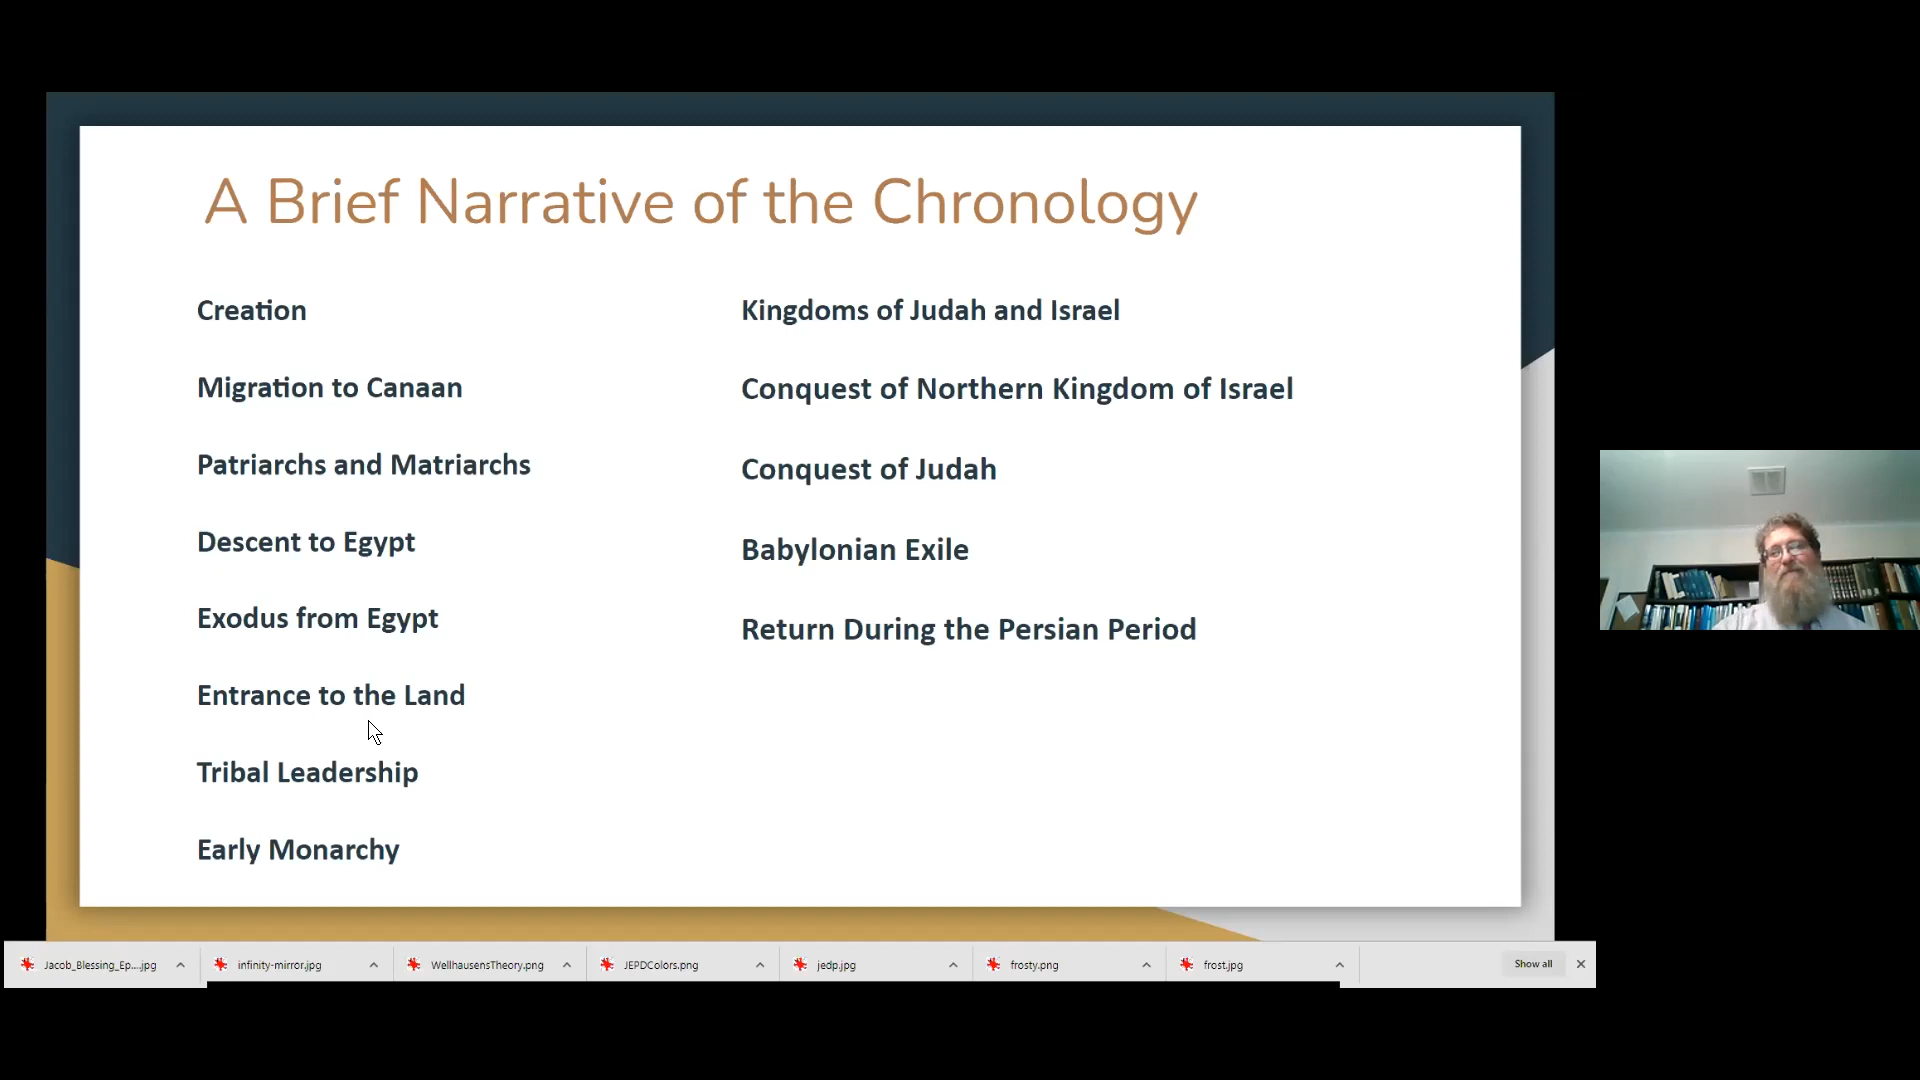 A Brief Narrative of the Chronology
Creation
Migration to Canaan
Patriarchs and Matriarchs
Descent to Egypt
Exodus from Egypt
Entrance to the Land
Tribal Leadership
Early Monarchy
Kingdoms of Judah and Israel
Conquest of Northern Kingdom of Israel
Conquest of Judah
Babylonian Exile
Return During the Persian Period
Jacob_Blessing_Ep....jpg
infinity-mirror.jpg
WellhausensTheory.png
JEPDColors.png
jedp.jpg
frosty.png
frost.jpg
Show all